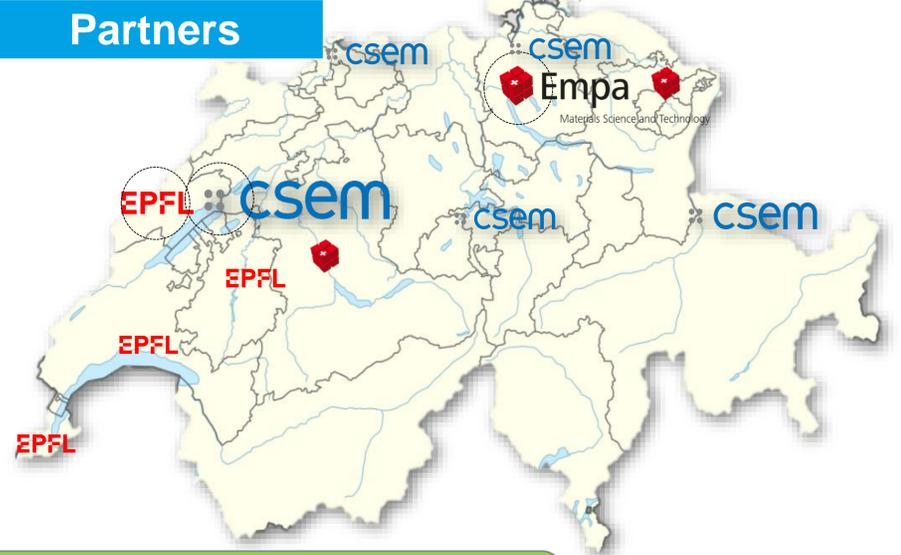 Partners
csem
csem
Empa
Materials Science and Technology
EPFL
csem
csem
csem
EPFL
EPFL
EPFL